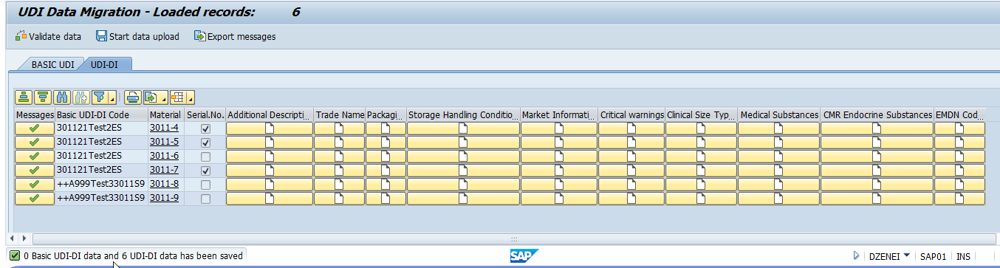 UDI Data Migration - Loaded records: 6
Validate data Start data upload Export messages
BASIC UDI UDI-DI
Messages Basic UDI-DI Code Material Serial.No. Additional Descripti... Trade Name Packagi... Storage Handling Conditio... Market Informati... Critical warnings Clinical Size Typ... Medical Substances CMR Endocrine Substances EMDN Cod...
301121Test2ES 3011-4
301121Test2ES 3011-5
301121Test2ES 3011-6
301121Test2ES 3011-7
++A999Test33011S9 3011-8
++A999Test33011S9 3011-9
0 Basic UDI-DI data and 6 UDI-DI data has been saved SAP DZENEI SAP01 INS